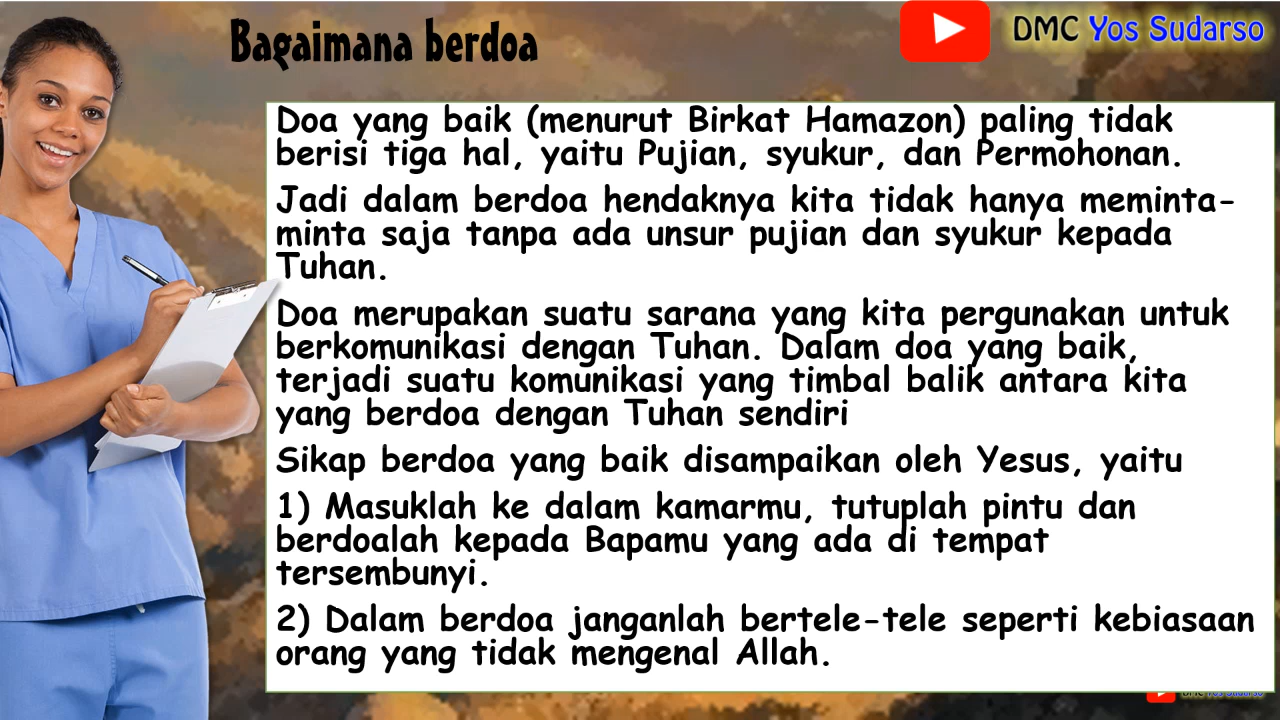 Bagaimana berdoa
DMC Yos Sudarso
Doa yang baik (menurut Birkat Hamazon) paling tidak
berisi tiga hal, yaitu Pujian, syukur, dan Permohonan.
Jadi dalam berdoa hendaknya kita tidak hanya meminta-
minta saja tanpa ada unsur pujian dan syukur kepada
Tuhan.
Doa merupakan suatu sarana yang kita pergunakan untuk
berkomunikasi dengan Tuhan. Dalam doa yang baik,
terjadi suatu komunikasi yang timbal balik antara kita
yang berdoa dengan Tuhan sendiri
Sikap berdoa yang baik disampaikan oleh Yesus, yaitu
1) Masuklah ke dalam kamarmu, tutuplah pintu dan
berdoalah kepada Bapamu yang ada di tempat
tersembunyi.
2) Dalam berdoa janganlah bertele-tele seperti kebiasaan
orang yang tidak mengenal Allah.
DMC Yos Sudarso